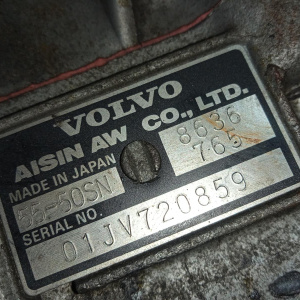 VOLVO
AISIN AW CO., LTD.
MADE IN JAPAN 8636
55-50SN 765
SERIAL NO.
01JV720859